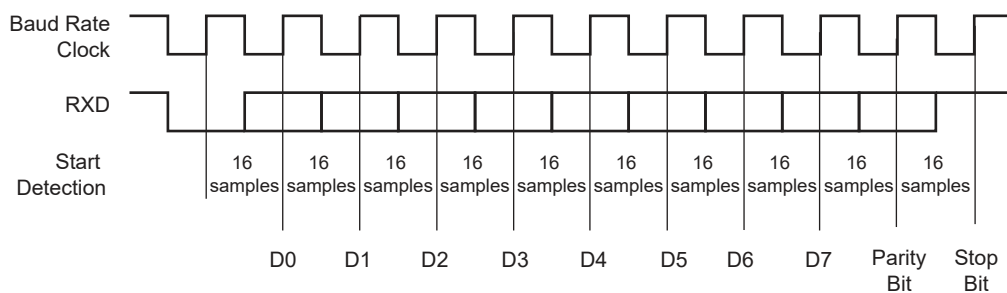 Baud Rate
Clock
RXD
Start
Detection
16 16 16 16 16 16 16 16 16 16
samples samples samples samples samples samples samples samples samples samples
D0 D1 D2 D3 D4 D5 D6 D7 Parity Stop
Bit Bit